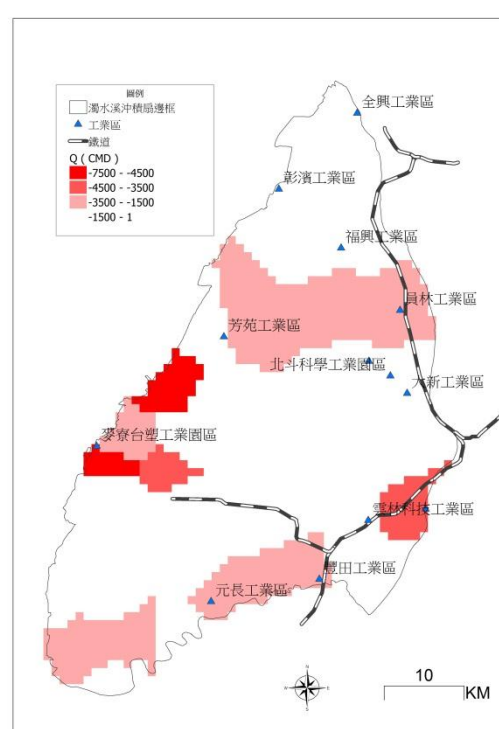 圖例
濁水溪沖積扇邊框
工業區
鐵道
Q ( CMD )
-7500 - -4500
-4500 - -3500
-3500 - -1500
-1500 - 1
全興工業區
彰濱工業區
福興工業區
員林工業區
芳苑工業區
北斗科學工業園區
大新工業區
麥寮台塑工業園區
雲林科技工業區
豐田工業區
元長工業區
N
W
E
S
10
KM